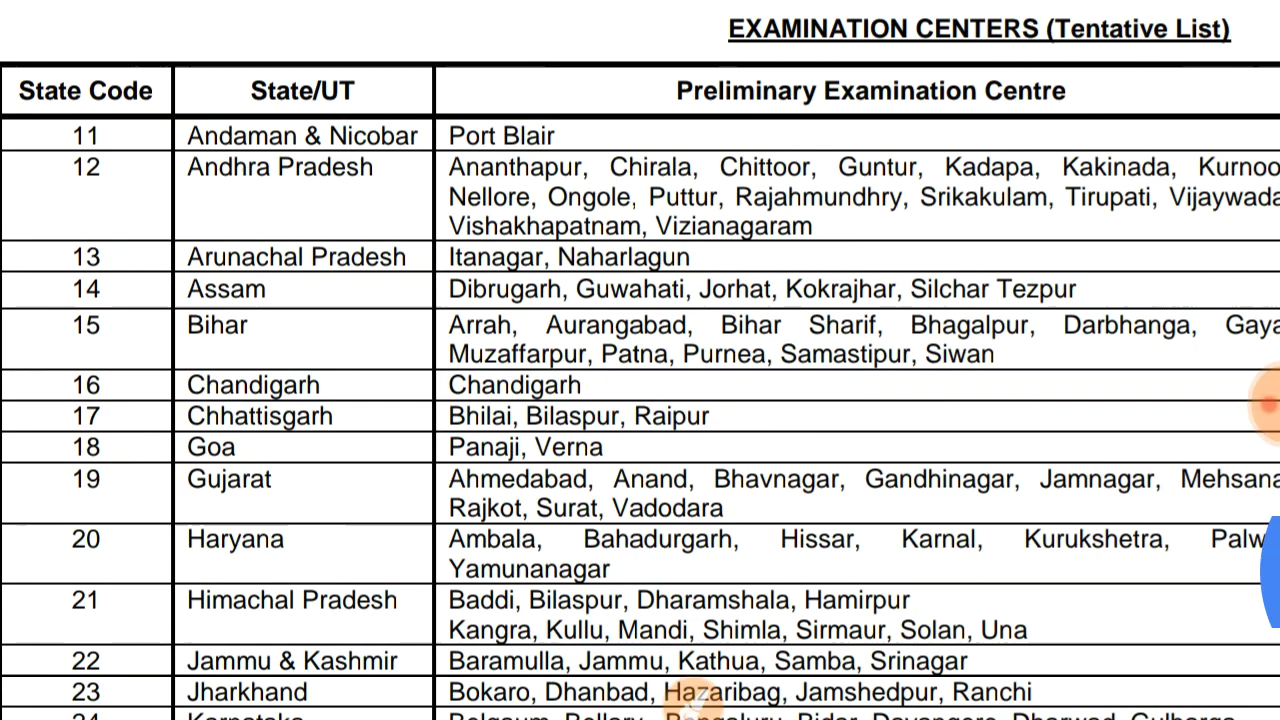 EXAMINATION CENTERS (Tentative List)
State Code State/UT Preliminary Examination Centre
11 Andaman & Nicobar Port Blair
12 Andhra Pradesh Ananthapur, Chirala, Chittoor, Guntur, Kadapa, Kakinada, Kurnoo
Nellore, Ongole, Puttur, Rajahmundhry, Srikakulam, Tirupati, Vijaywada
Vishakhapatnam, Vizianagaram
13 Arunachal Pradesh Itanagar, Naharlagun
14 Assam Dibrugarh, Guwahati, Jorhat, Kokrajhar, Silchar Tezpur
15 Bihar Arrah, Aurangabad, Bihar Sharif, Bhagalpur, Darbhanga, Gaya
Muzaffarpur, Patna, Purnea, Samastipur, Siwan
16 Chandigarh Chandigarh
17 Chhattisgarh Bhilai, Bilaspur, Raipur
18 Goa Panaji, Verna
19 Gujarat Ahmedabad, Anand, Bhavnagar, Gandhinagar, Jamnagar, Mehsana
Rajkot, Surat, Vadodara
20 Haryana Ambala, Bahadurgarh, Hissar, Karnal, Kurukshetra, Palw
Yamunanagar
21 Himachal Pradesh Baddi, Bilaspur, Dharamshala, Hamirpur
Kangra, Kullu, Mandi, Shimla, Sirmaur, Solan, Una
22 Jammu & Kashmir Baramulla, Jammu, Kathua, Samba, Srinagar
23 Jharkhand Bokaro, Dhanbad, Hazaribag, Jamshedpur, Ranchi
24 Karnataka Belgaum, Bellary, Bengaluru, Bidar, Davangere, Dharwad, Gulbarga